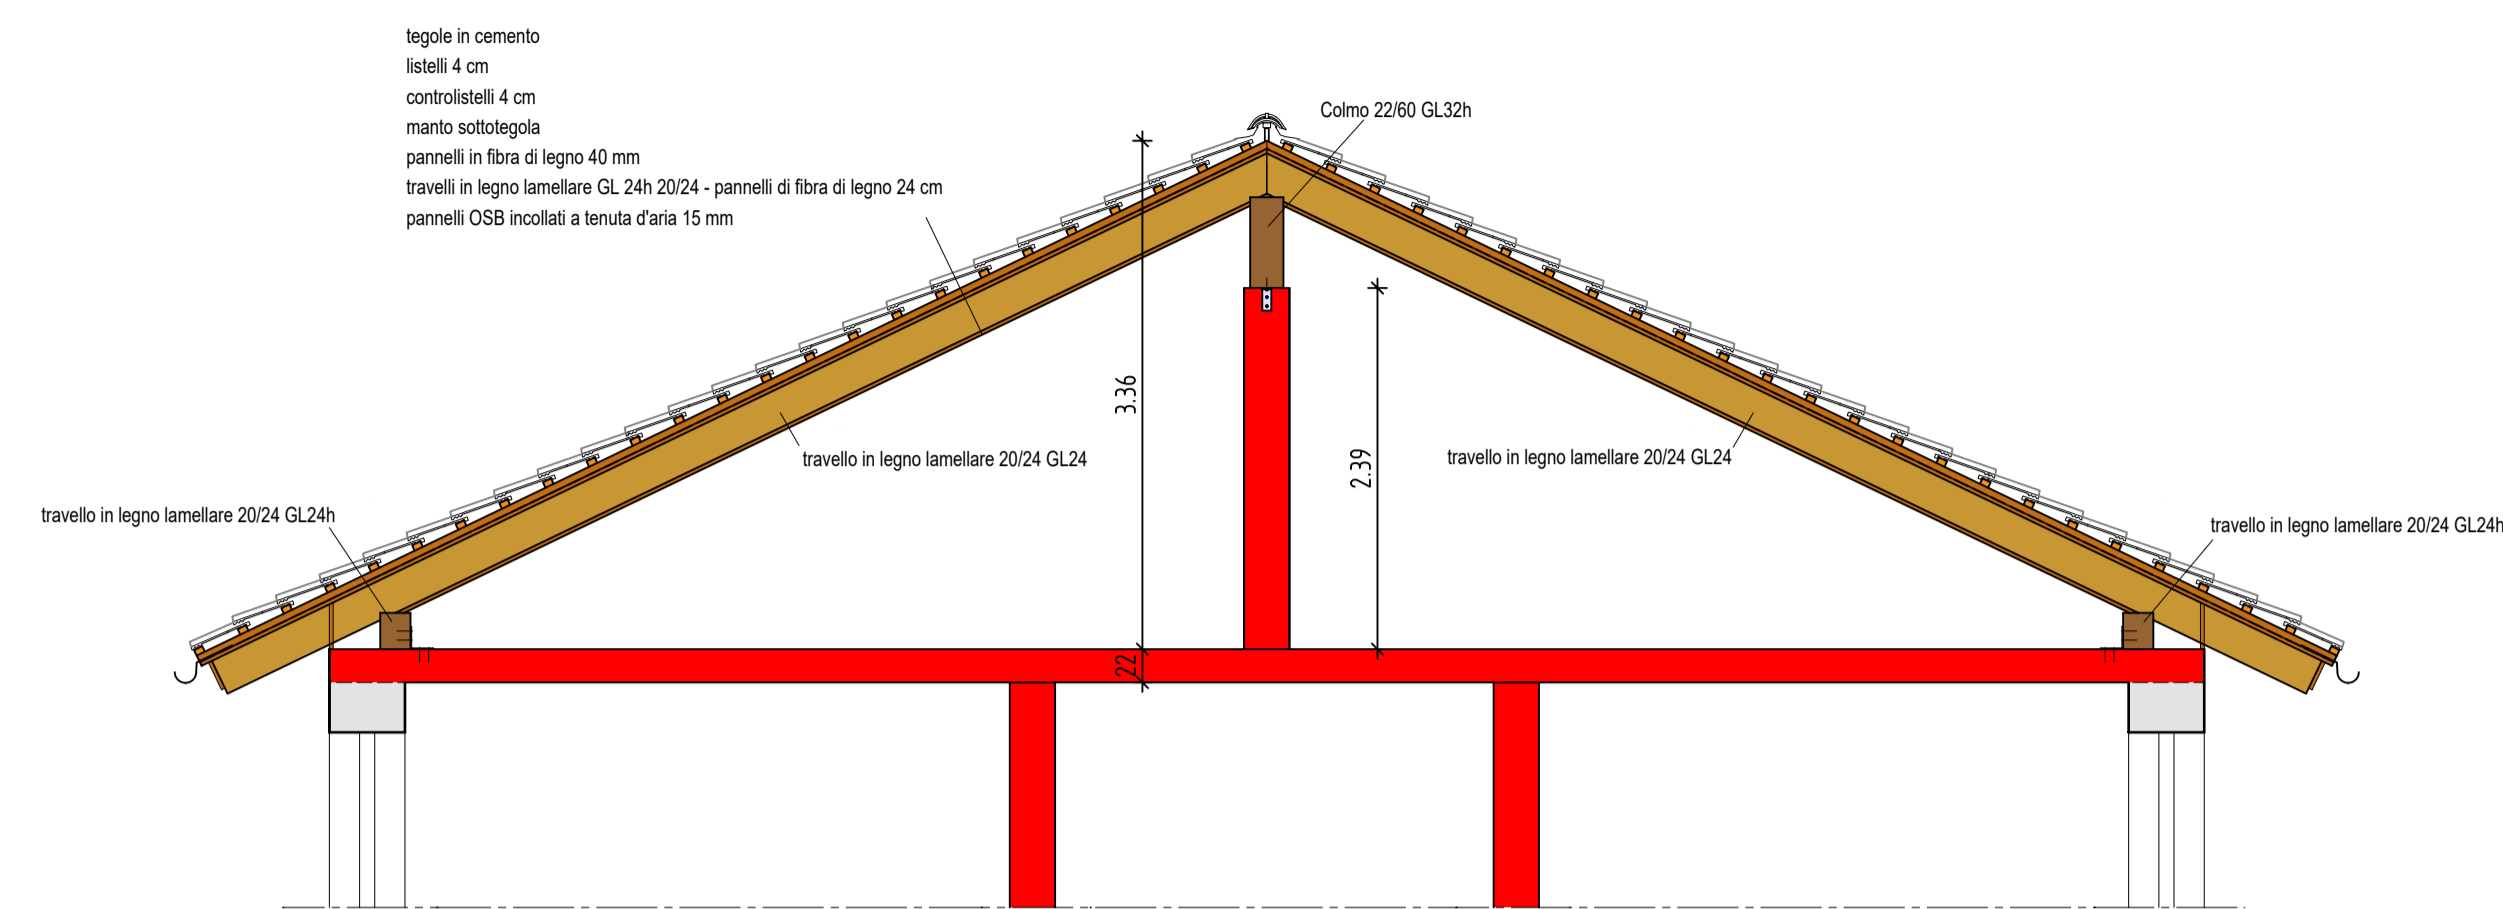 tegole in cemento
listelli 4 cm
controlistelli 4 cm
manto sottotegola
pannelli in fibra di legno 40 mm
travelli in legno lamellare GL 24h 20/24 - pannelli di fibra di legno 24 cm
pannelli OSB incollati a tenuta d'aria 15 mm
Colmo 22/60 GL32h
3.36
2.39
travello in legno lamellare 20/24 GL24
travello in legno lamellare 20/24 GL24
travello in legno lamellare 20/24 GL24h
travello in legno lamellare 20/24 GL24h
22